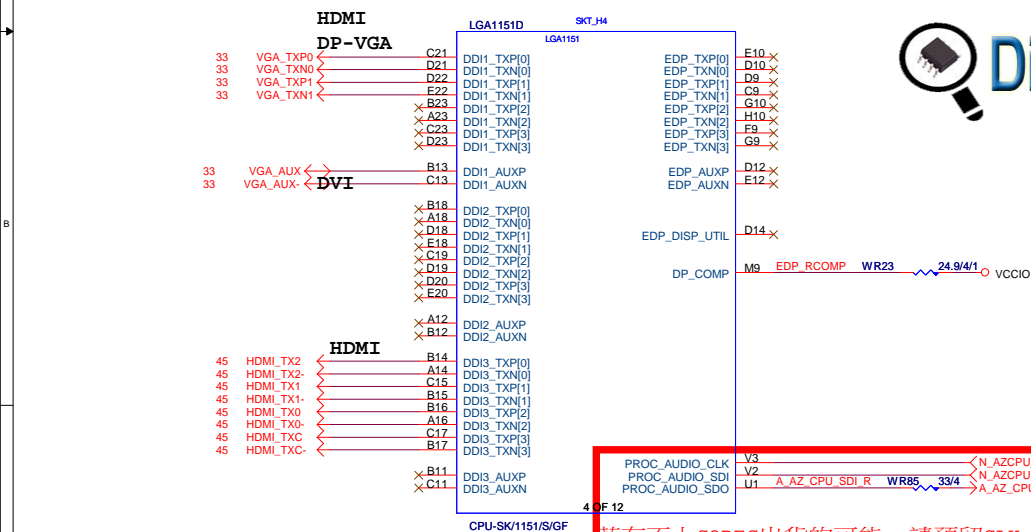 HDMI
DP-VGA
LGA1151D
SKT_H4
LGA1151
33 VGA_TXP0 C21 DDI1_TXP[0] EDP_TXP[0] E10
33 VGA_TXN0 D21 DDI1_TXN[0] EDP_TXN[0] D10
33 VGA_TXP1 D22 DDI1_TXP[1] EDP_TXP[1] D9
33 VGA_TXN1 E22 DDI1_TXN[1] EDP_TXN[1] C9
B23 DDI1_TXP[2] EDP_TXP[2] G10
A23 DDI1_TXN[2] EDP_TXN[2] H10
C23 DDI1_TXP[3] EDP_TXP[3] F9
D23 DDI1_TXN[3] EDP_TXN[3] G9
33 VGA_AUX B13 DDI1_AUXP EDP_AUXP D12
33 VGA_AUX- DVI C13 DDI1_AUXN EDP_AUXN E12
B18 DDI2_TXP[0]
A18 DDI2_TXN[0]
D18 DDI2_TXP[1] EDP_DISP_UTIL D14
E18 DDI2_TXN[1]
C19 DDI2_TXP[2]
D19 DDI2_TXN[2] DP_COMP M9 EDP_RCOMP WR23 24.9/4/1 VCCIO
D20 DDI2_TXP[3]
E20 DDI2_TXN[3]
A12 DDI2_AUXP
B12 DDI2_AUXN
HDMI
45 HDMI_TX2 B14 DDI3_TXP[0]
45 HDMI_TX2- A14 DDI3_TXN[0]
45 HDMI_TX1 C15 DDI3_TXP[1]
45 HDMI_TX1- B15 DDI3_TXN[1]
45 HDMI_TX0 B16 DDI3_TXP[2]
45 HDMI_TX0- A16 DDI3_TXN[2]
45 HDMI_TXC C17 DDI3_TXP[3]
45 HDMI_TXC- B17 DDI3_TXN[3]
PROC_AUDIO_CLK V3 N_AZCPU
B11 DDI3_AUXP PROC_AUDIO_SDI V2 N_AZCPU
C11 DDI3_AUXN PROC_AUDIO_SDO U1 A_AZ_CPU_SDI_R WR85 33/4 A_AZ_CPU
4 OF 12
CPU-SK/1151/S/GF
B
Di